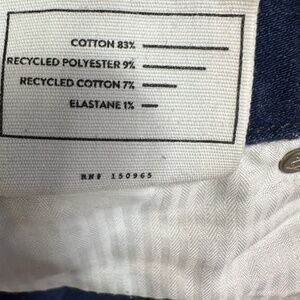 COTTON 83%
RECYCLED POLYESTER 9%
RECYCLED COTTON 7%
ELASTANE 1%
RN# 150965